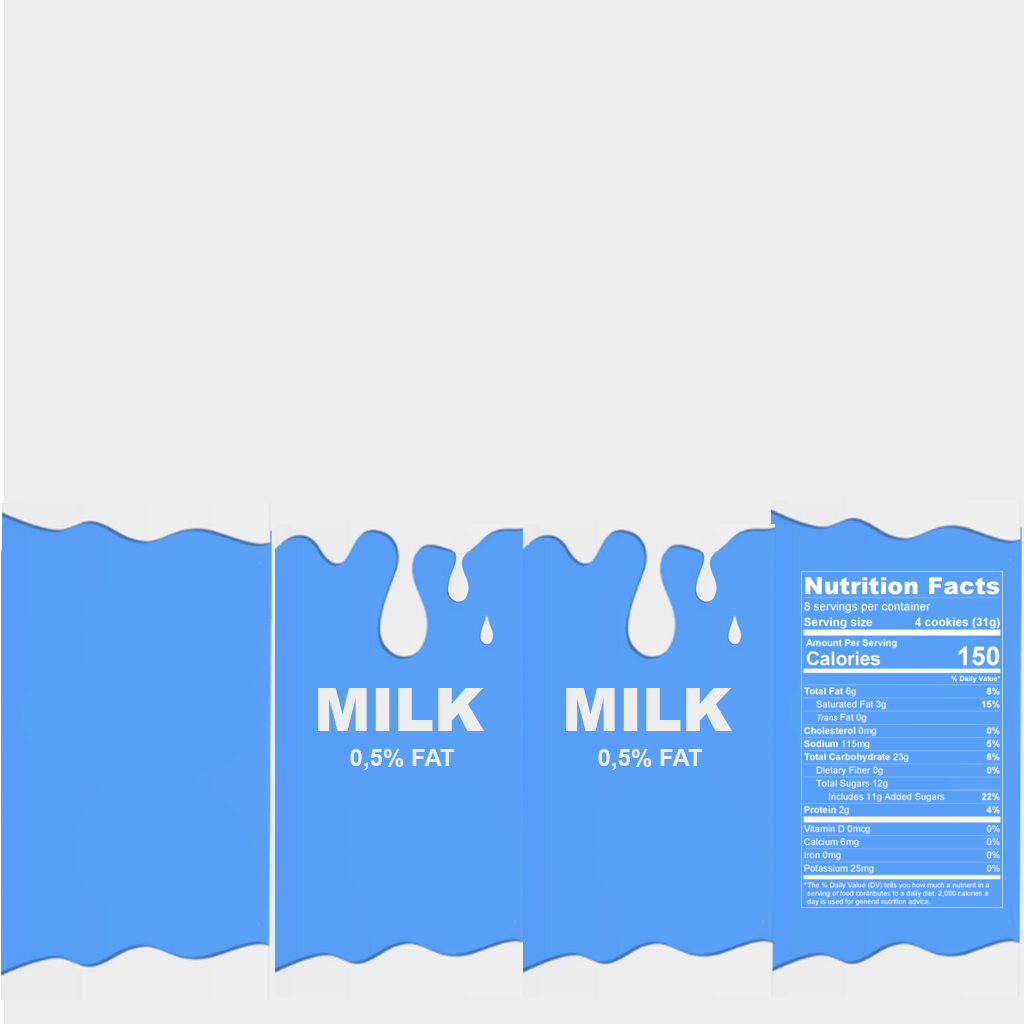 MILK
0,5% FAT
MILK
0,5% FAT
Nutrition Facts
8 servings per container
Serving size 4 cookies (31g)
Amount Per Serving
Calories 150
% Daily Value*
Total Fat 6g 8%
Saturated Fat 3g 15%
Trans Fat 0g
Cholesterol 0mg 0%
Sodium 115mg 5%
Total Carbohydrate 23g 8%
Dietary Fiber 0g 0%
Total Sugars 12g
Includes 11g Added Sugars 22%
Protein 2g 4%
Vitamin D 0mcg 0%
Calcium 6mg 0%
Iron 0mg 0%
Potassium 25mg 0%
*The % Daily Value (DV) tells you how much a nutrient in a
serving of food contributes to a daily diet. 2,000 calories a
day is used for general nutrition advice.